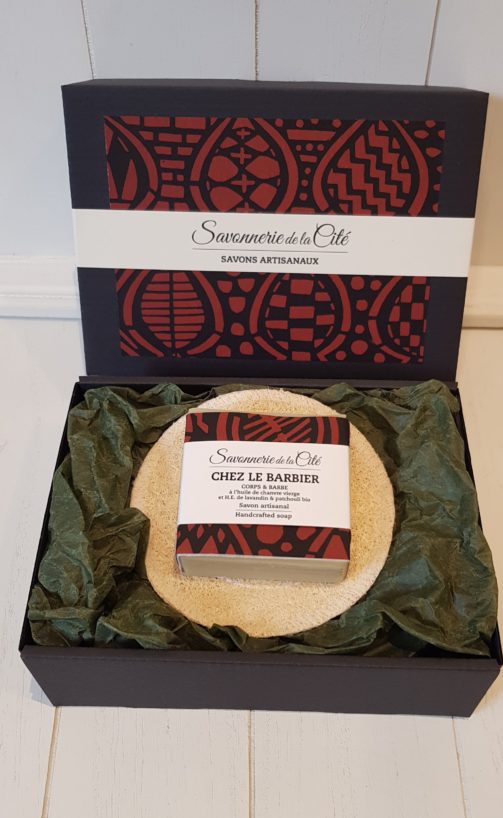 Savonnerie de la Cité
SAVONS ARTISANAUX
Savonnerie de la Cité
CHEZ LE BARBIER
CORPS & BARBE
à l'huile de chanvre vierge
et H.E. de lavandin & patchouli bio
Savon artisanal
Handcrafted soap